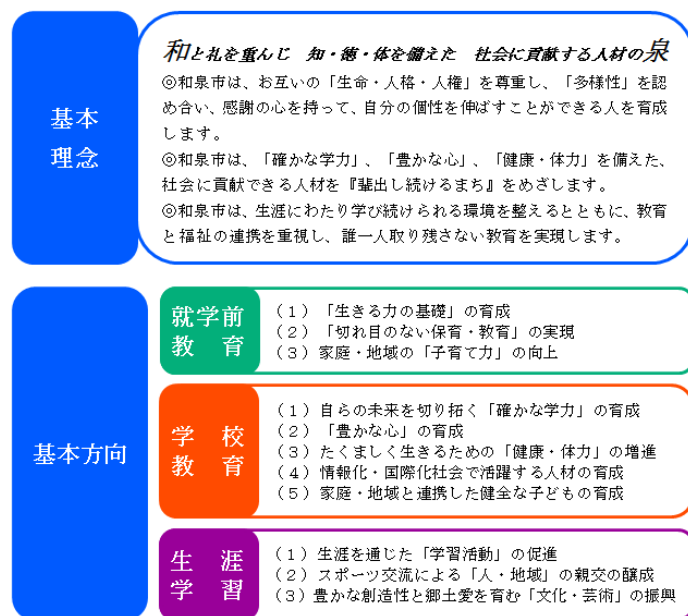 基本
理念
和と礼を重んじ　知・徳・体を備えた　社会に貢献する人材の泉
◎和泉市は、お互いの「生命・人格・人権」を尊重し、「多様性」を認
め合い、感謝の心を持って、自分の個性を伸ばすことができる人を育成
します。
◎和泉市は、「確かな学力」、「豊かな心」、「健康・体力」を備えた、
社会に貢献できる人材を『輩出し続けるまち』をめざします。
◎和泉市は、生涯にわたり学び続けられる環境を整えるとともに、教育
と福祉の連携を重視し、誰一人取り残さない教育を実現します。
基本方向
就学前
教　育
（１）「生きる力の基礎」の育成
（２）「切れ目のない保育・教育」の実現
（３）家庭・地域の「子育て力」の向上
学　校
教　育
（１）自らの未来を切り拓く「確かな学力」の育成
（２）「豊かな心」の育成
（３）たくましく生きるための「健康・体力」の増進
（４）情報化・国際化社会で活躍する人材の育成
（５）家庭・地域と連携した健全な子どもの育成
生　涯
学　習
（１）生涯を通じた「学習活動」の促進
（２）スポーツ交流による「人・地域」の親交の醸成
（３）豊かな創造性と郷土愛を育む「文化・芸術」の振興